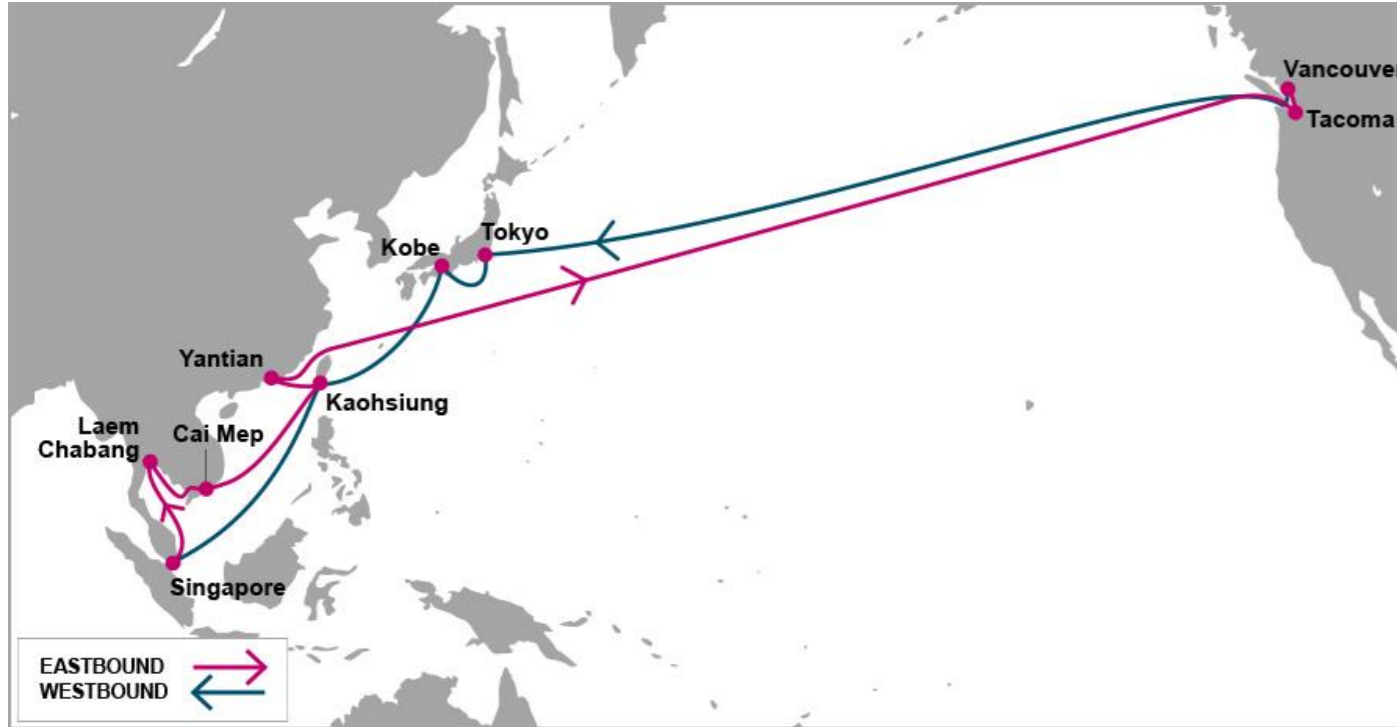 Vancouver
Tacoma
Tokyo
Kobe
Yantian
Kaohsiung
Laem
Chabang
Cai Mep
Singapore
EASTBOUND
WESTBOUND